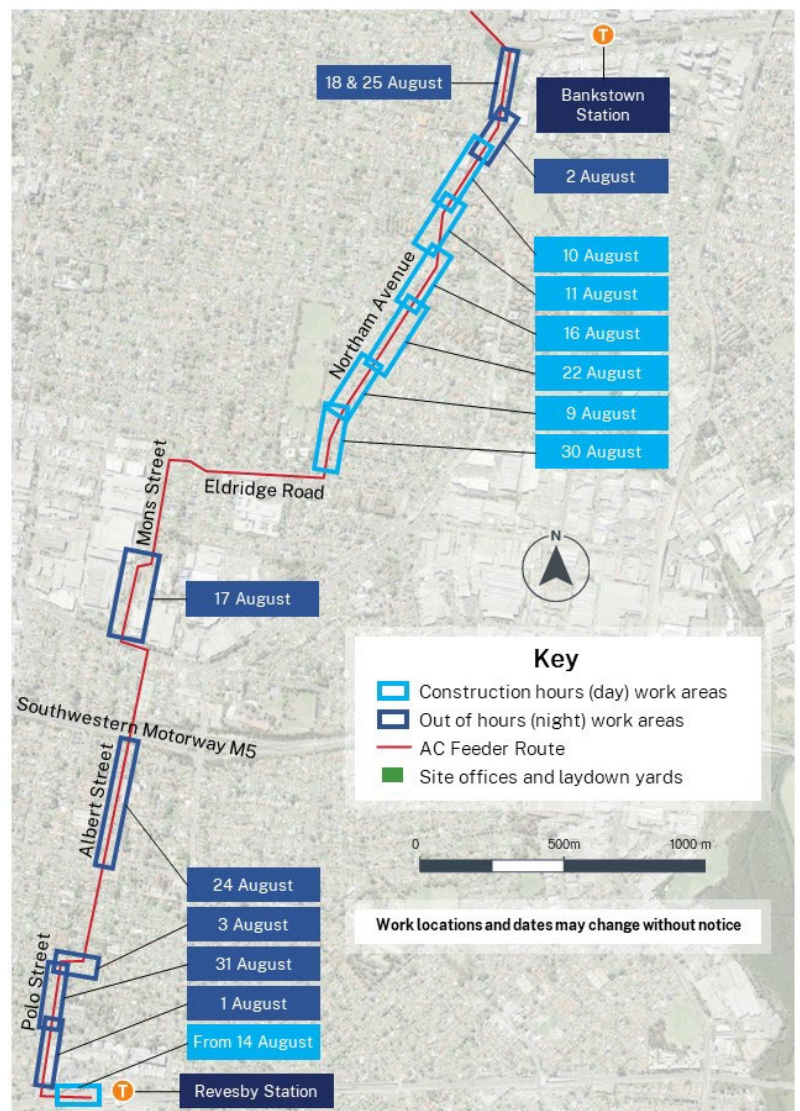 T
18 & 25 August
Bankstown
Station
2 August
10 August
11 August
Northam Avenue
16 August
22 August
9 August
30 August
Mons Street
Eldridge Road
N
17 August
Key
Construction hours (day) work areas
Out of hours (night) work areas
AC Feeder Route
Site offices and laydown yards
Southwestern Motorway M5
Albert Street
0 500m 1000 m
24 August
3 August
Work locations and dates may change without notice
31 August
Polo Street
1 August
From 14 August
T
Revesby Station